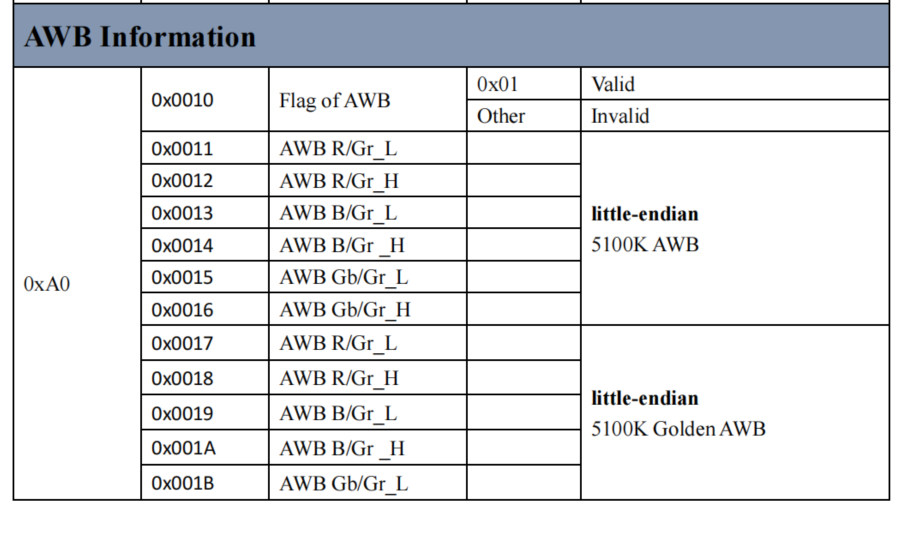 AWB Information
0xA0
0x0010 Flag of AWB 0x01 Valid
Other Invalid
0x0011 AWB R/Gr_L
0x0012 AWB R/Gr_H
0x0013 AWB B/Gr_L
0x0014 AWB B/Gr _H
0x0015 AWB Gb/Gr_L
0x0016 AWB Gb/Gr_H
little-endian
5100K AWB
0x0017 AWB R/Gr_L
0x0018 AWB R/Gr_H
0x0019 AWB B/Gr_L
0x001A AWB B/Gr _H
0x001B AWB Gb/Gr_L
little-endian
5100K Golden AWB